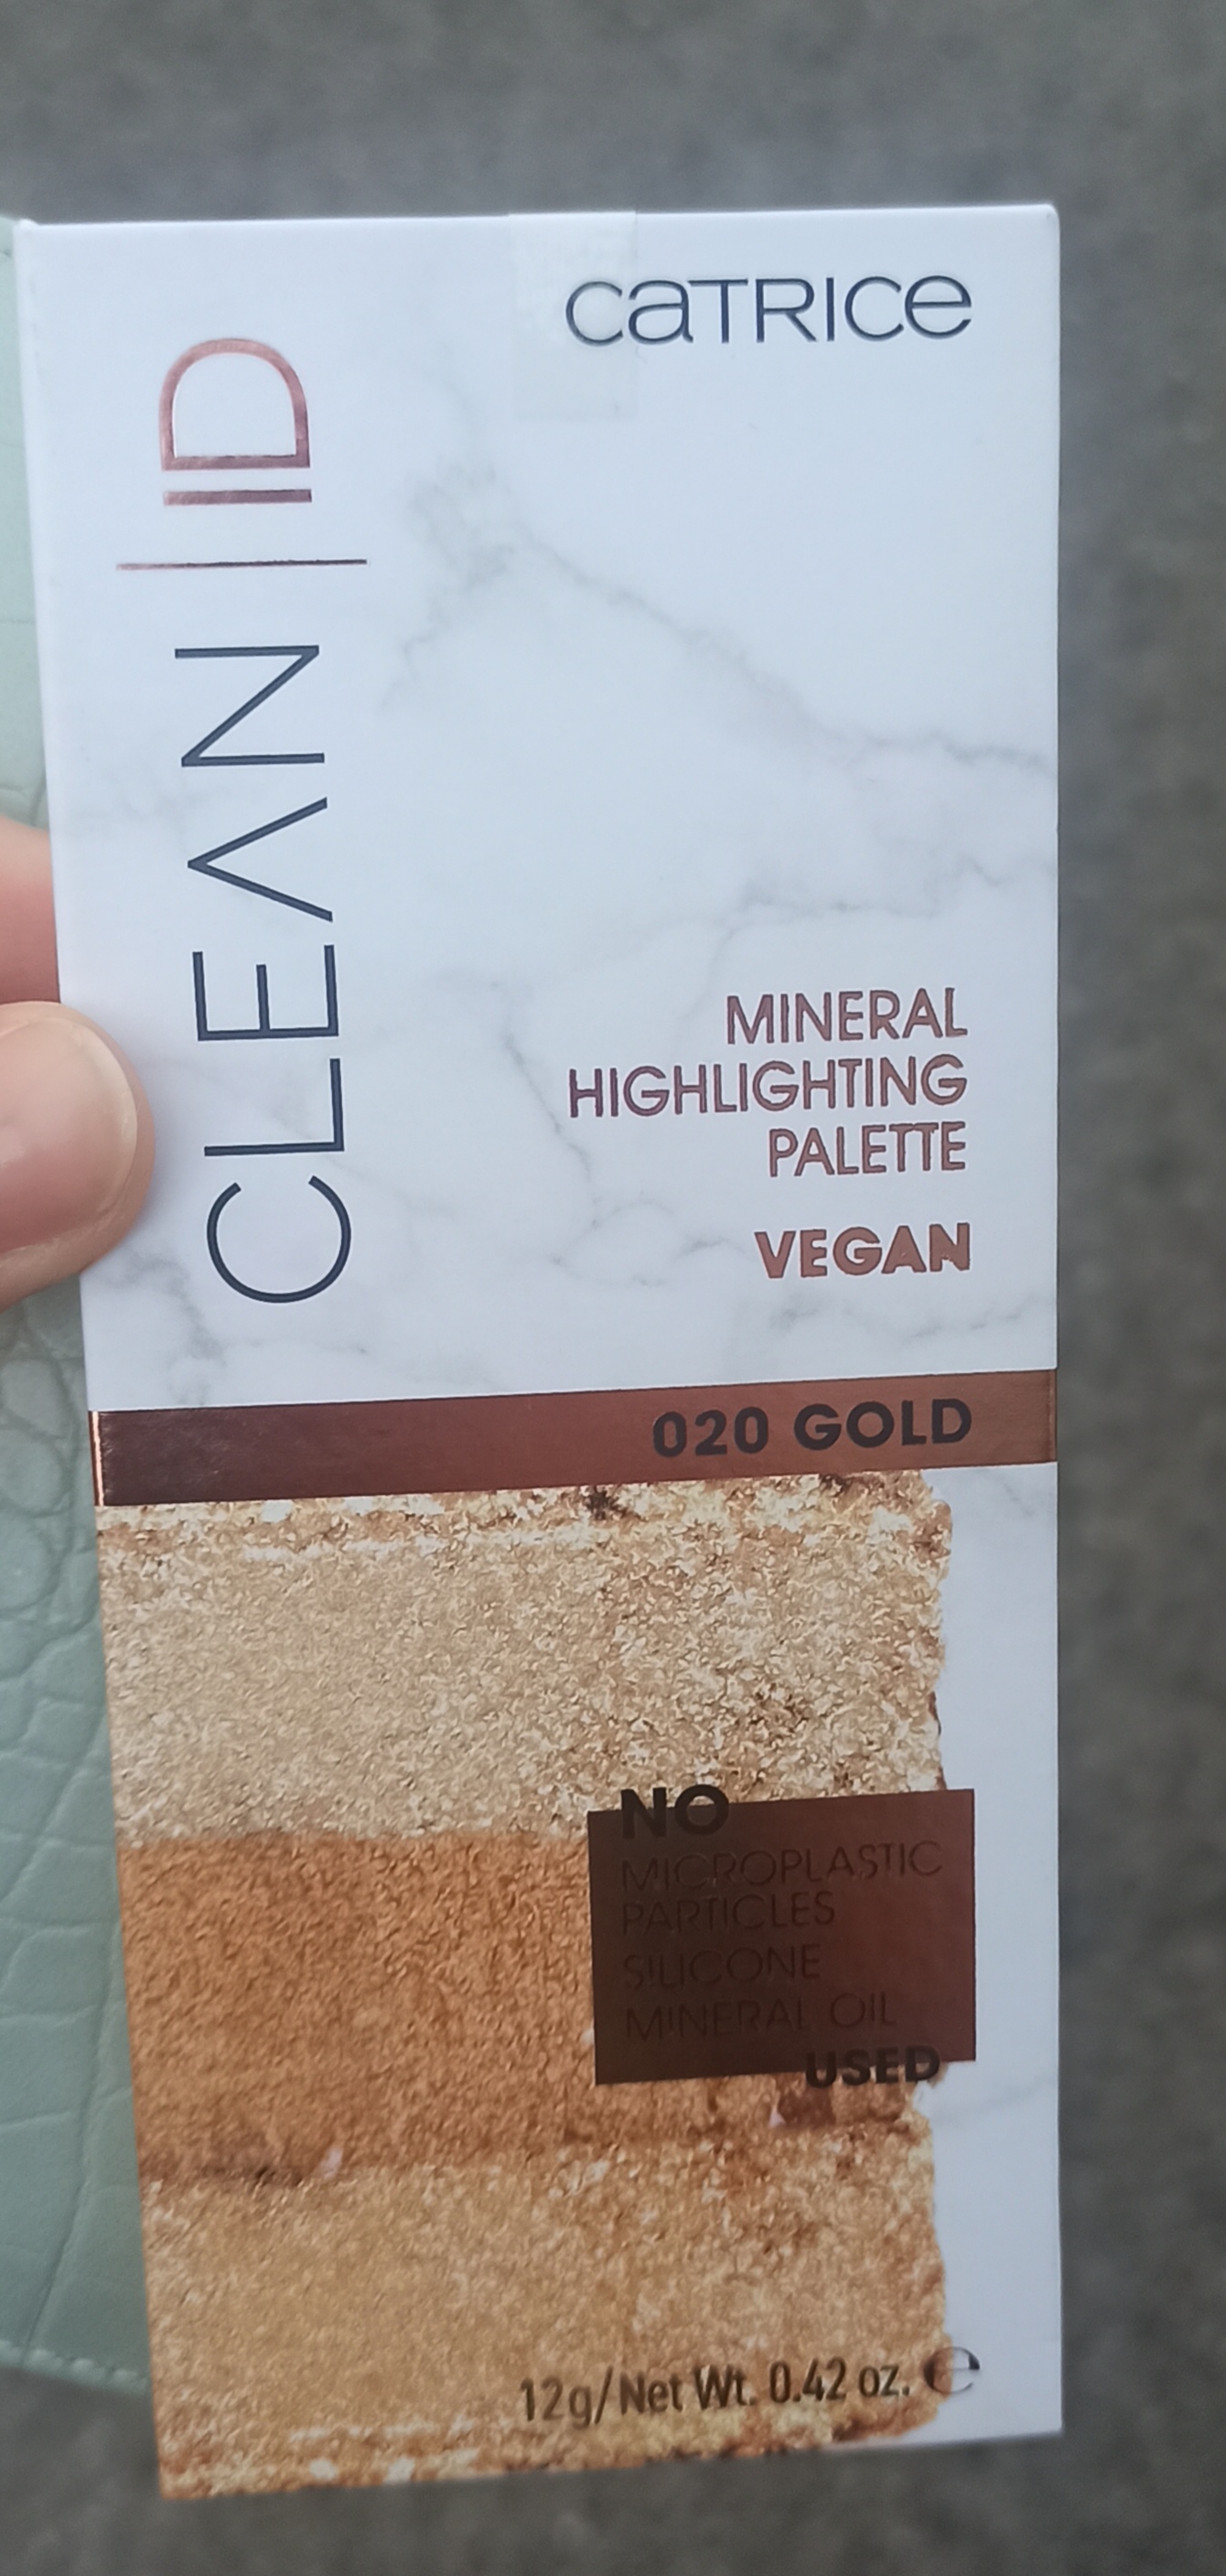 CATRICE
CLEAN | ID
MINERAL
HIGHLIGHTING
PALETTE
VEGAN
020 GOLD
NO
MICROPLASTIC
PARTICLES
SILICONE
MINERAL OIL
USED
12g/Net Wt. 0.42 oz. ℮